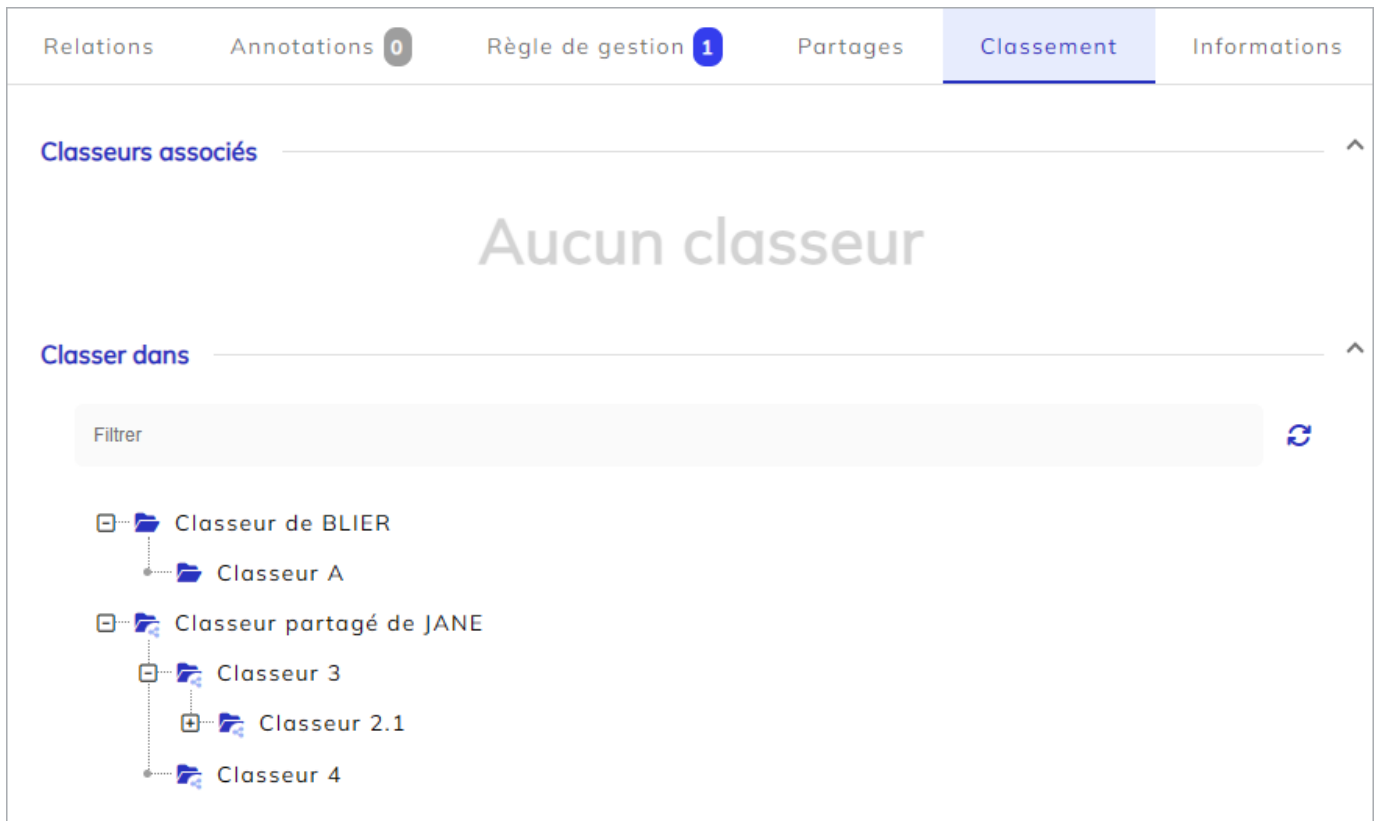 Relations Annotations 0 Règle de gestion 1 Partages Classement Informations
Classeurs associés
Aucun classeur
Classer dans
Filtrer
Classeur de BLIER
Classeur A
Classeur partagé de JANE
Classeur 3
Classeur 2.1
Classeur 4